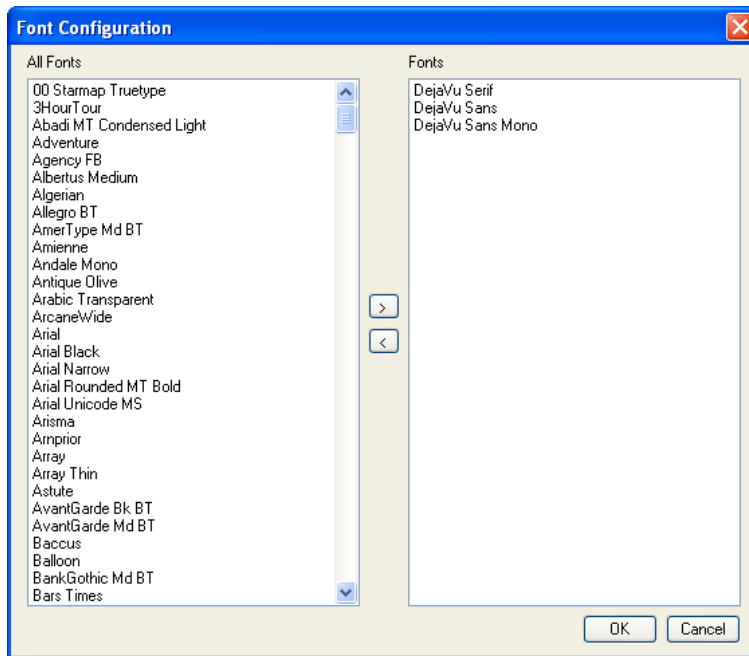 Font Configuration
All Fonts
00 Starmap Truetype
3HourTour
Abadi MT Condensed Light
Adventure
Agency FB
Albertus Medium
Algerian
Allegro BT
AmerType Md BT
Amienne
Andale Mono
Antique Olive
Arabic Transparent
ArcaneWide
Arial
Arial Black
Arial Narrow
Arial Rounded MT Bold
Arial Unicode MS
Arisma
Arnprior
Array
Array Thin
Astute
AvantGarde Bk BT
AvantGarde Md BT
Baccus
Balloon
BankGothic Md BT
Bars Times
>
<
Fonts
DejaVu Serif
DejaVu Sans
DejaVu Sans Mono
OK
Cancel